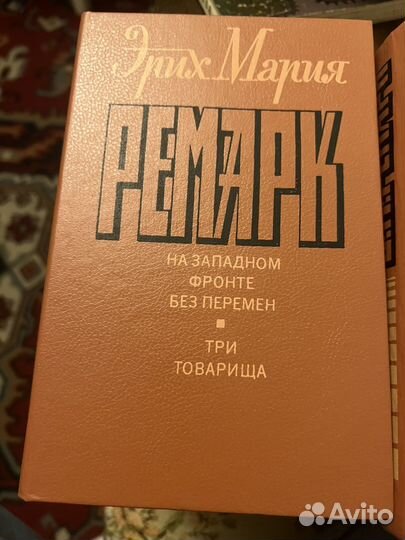 Эрих Мария
РЕМАРК
НА ЗАПАДНОМ
ФРОНТЕ
БЕЗ ПЕРЕМЕН
ТРИ
ТОВАРИЩА
Avito